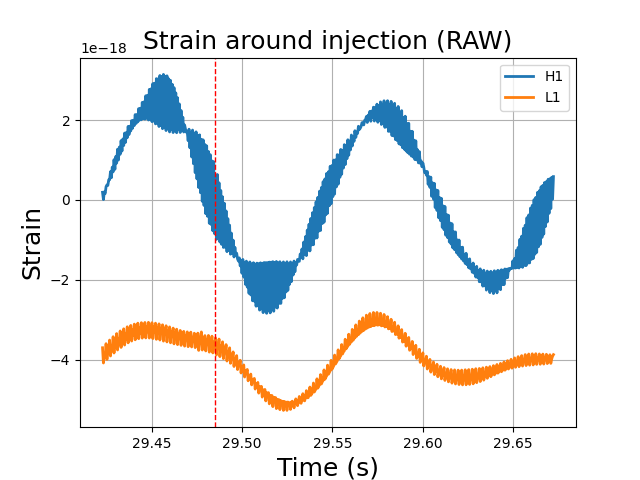 Strain around injection (RAW)
1e−18
H1
L1
2
0
−2
−4
Strain
29.45 29.50 29.55 29.60 29.65
Time (s)